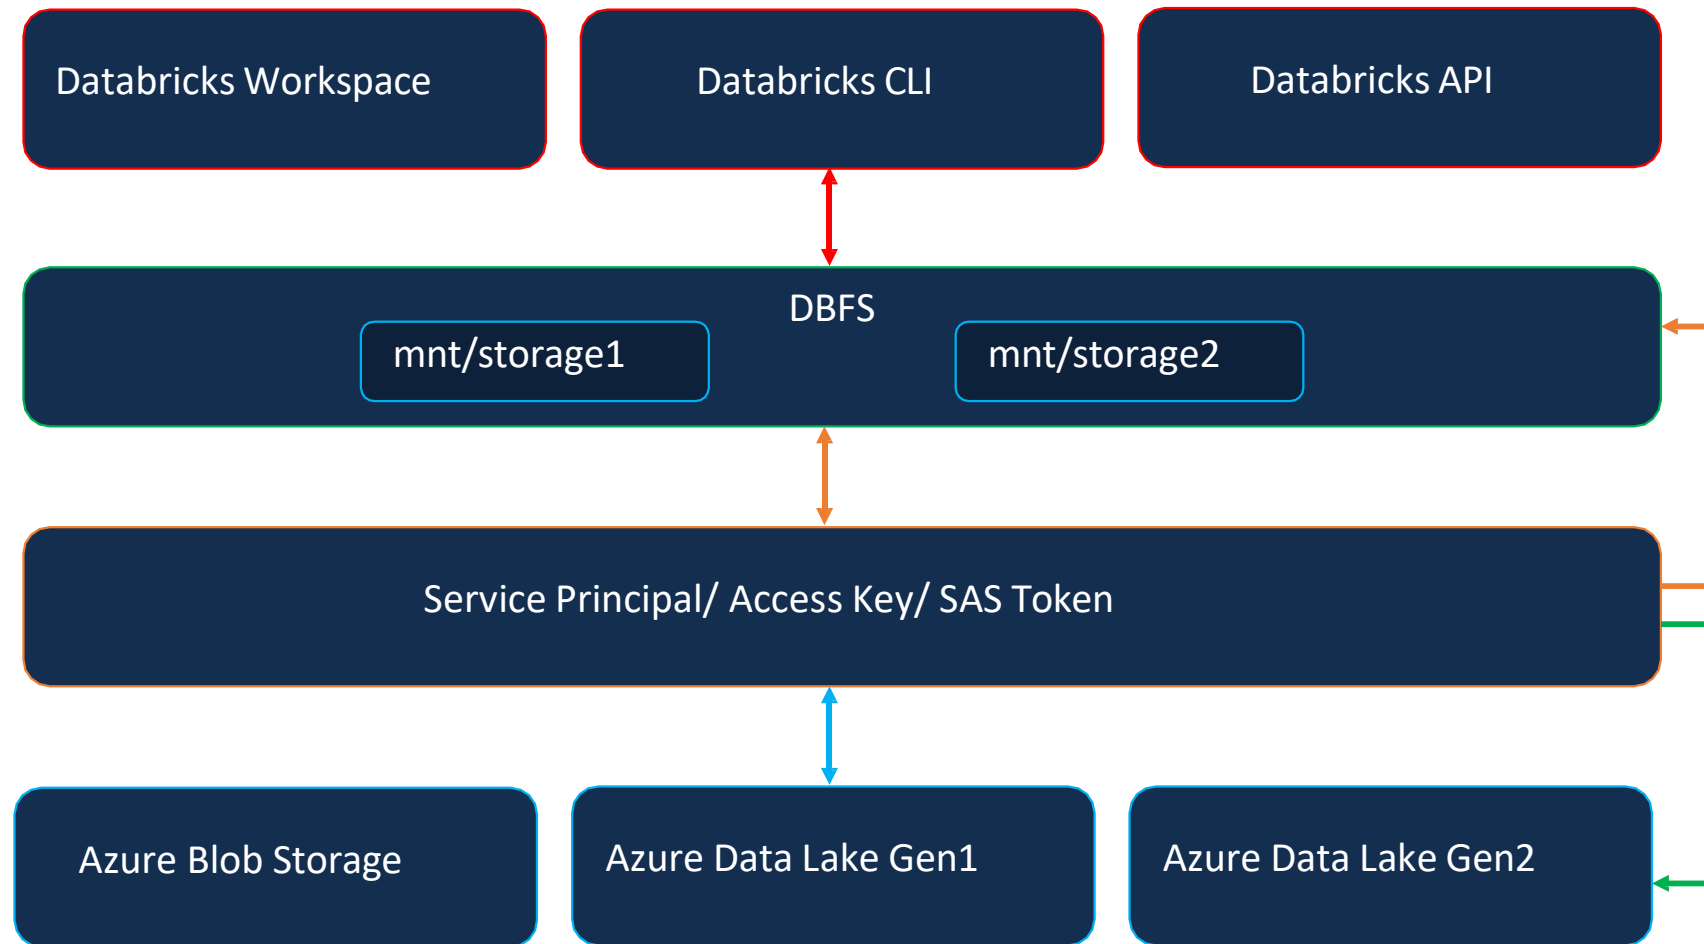 Databricks Workspace
Databricks CLI
Databricks API
DBFS
mnt/storage1
mnt/storage2
Service Principal/ Access Key/ SAS Token
Azure Blob Storage
Azure Data Lake Gen1
Azure Data Lake Gen2